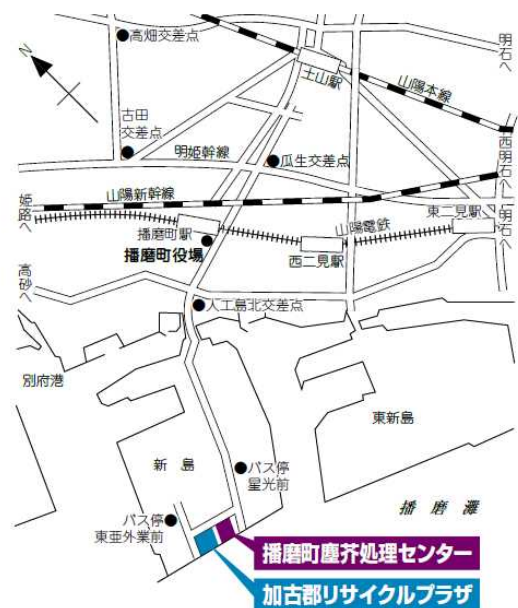 高畑交差点
明石へ
N
土山駅
山陽本線
古田
交差点
明姫幹線
瓜生交差点
西明石へ
姫路へ
山陽新幹線
播磨町駅
山陽電鉄
東二見駅
明石へ
播磨町役場
西二見駅
高砂へ
人工島北交差点
別府港
東新島
新島
バス停
星光前
播磨灘
バス停
東亜外業前
播磨町塵芥処理センター
加古郡リサイクルプラザ